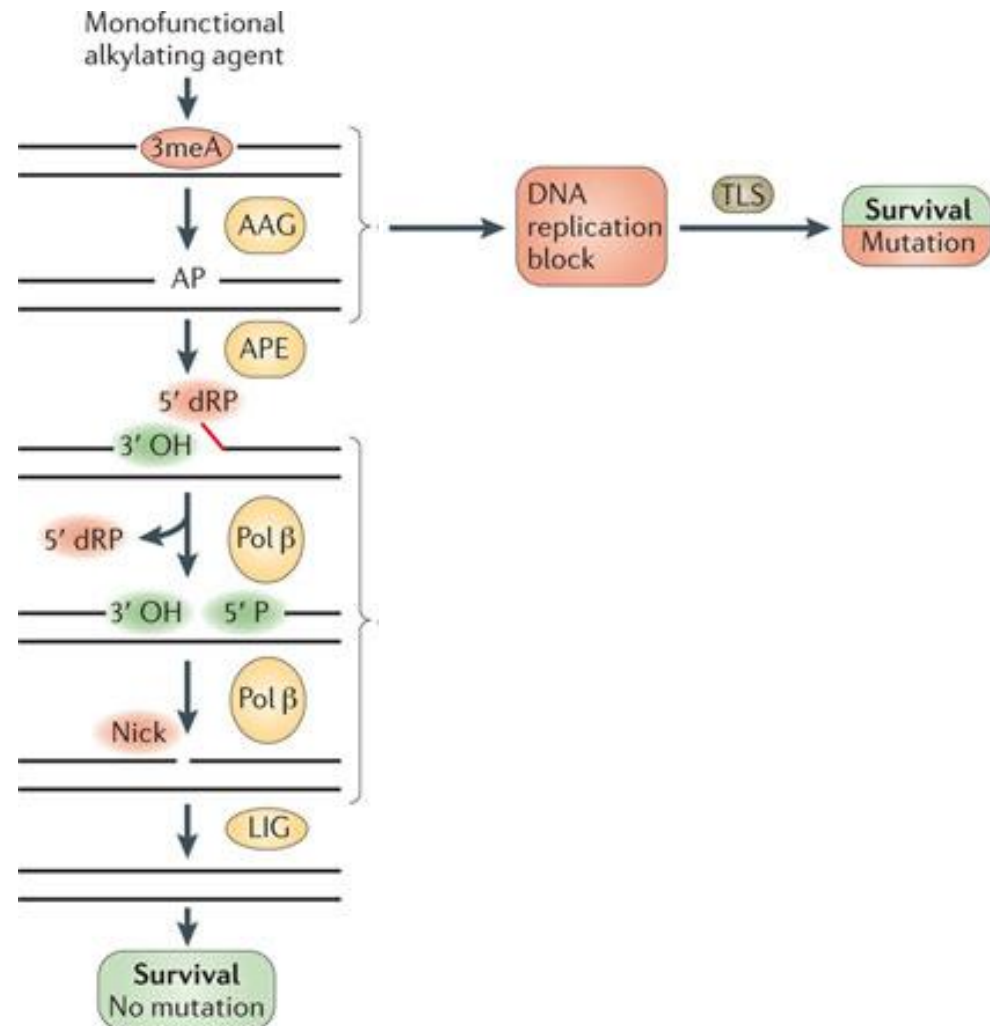 Monofunctional
alkylating agent
3meA
AAG
DNA
replication
block
TLS
Survival
Mutation
AP
APE
5′ dRP
3′ OH
5′ dRP
Pol β
3′ OH
5′ P
Pol β
Nick
LIG
Survival
No mutation